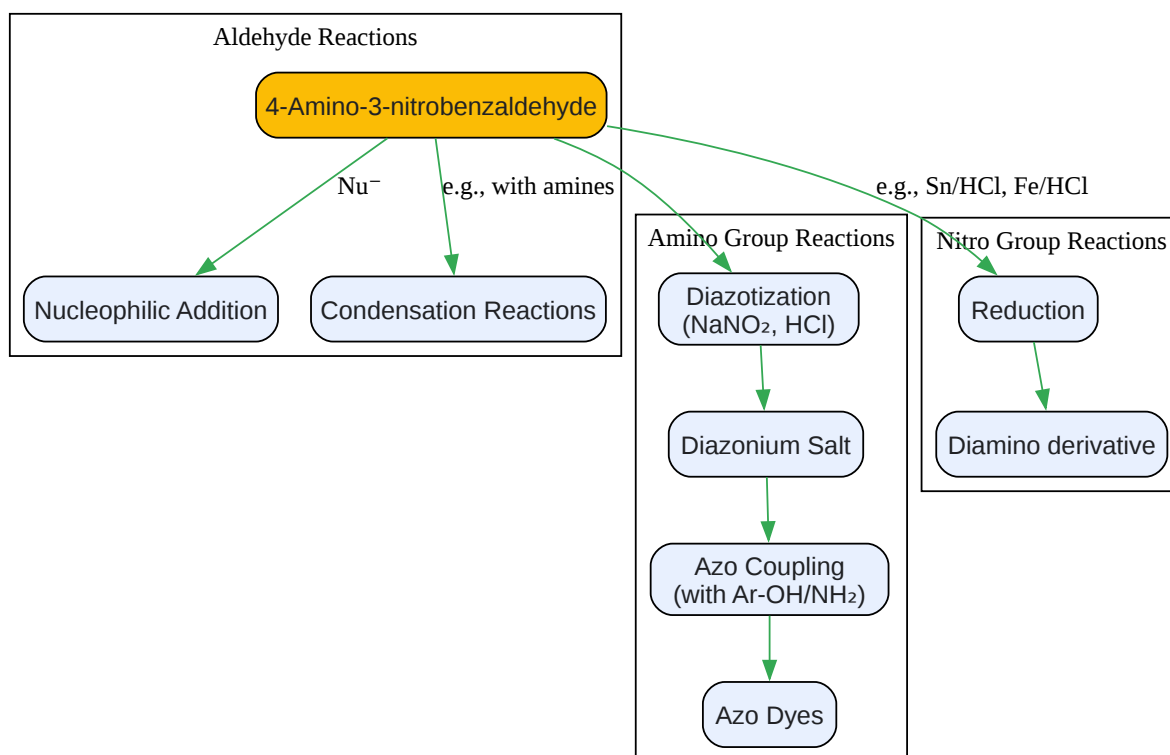 Aldehyde Reactions
4-Amino-3-nitrobenzaldehyde
Nu⁻
e.g., with amines
e.g., Sn/HCl, Fe/HCl
Amino Group Reactions
Nitro Group Reactions
Nucleophilic Addition
Condensation Reactions
Diazotization
(NaNO₂, HCl)
Reduction
Diazonium Salt
Diamino derivative
Azo Coupling
(with Ar-OH/NH₂)
Azo Dyes